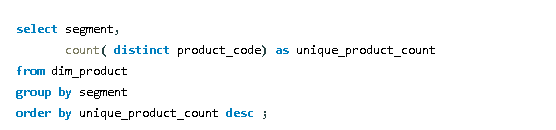 select segment,
count( distinct product_code) as unique_product_count
from dim_product
group by segment
order by unique_product_count desc ;